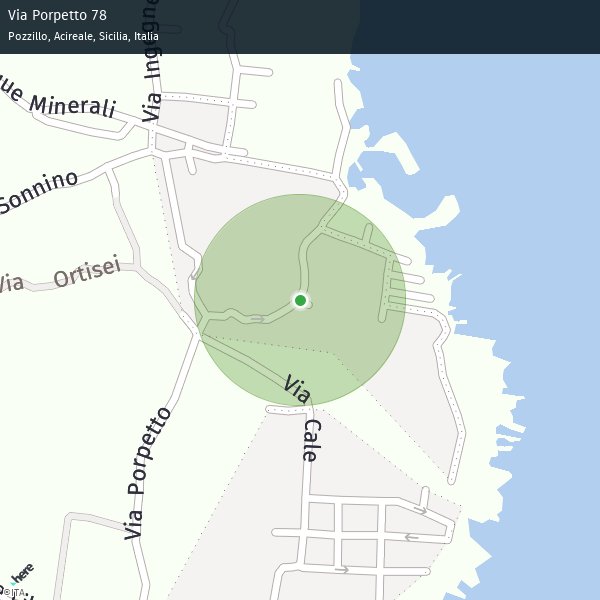 Via Porpetto 78
Pozzillo, Acireale, Sicilia, Italia
Via Ingegne
ue Minerali
Sonnino
Via Ortisei
Via Cale
Via Porpetto
here
©ITA